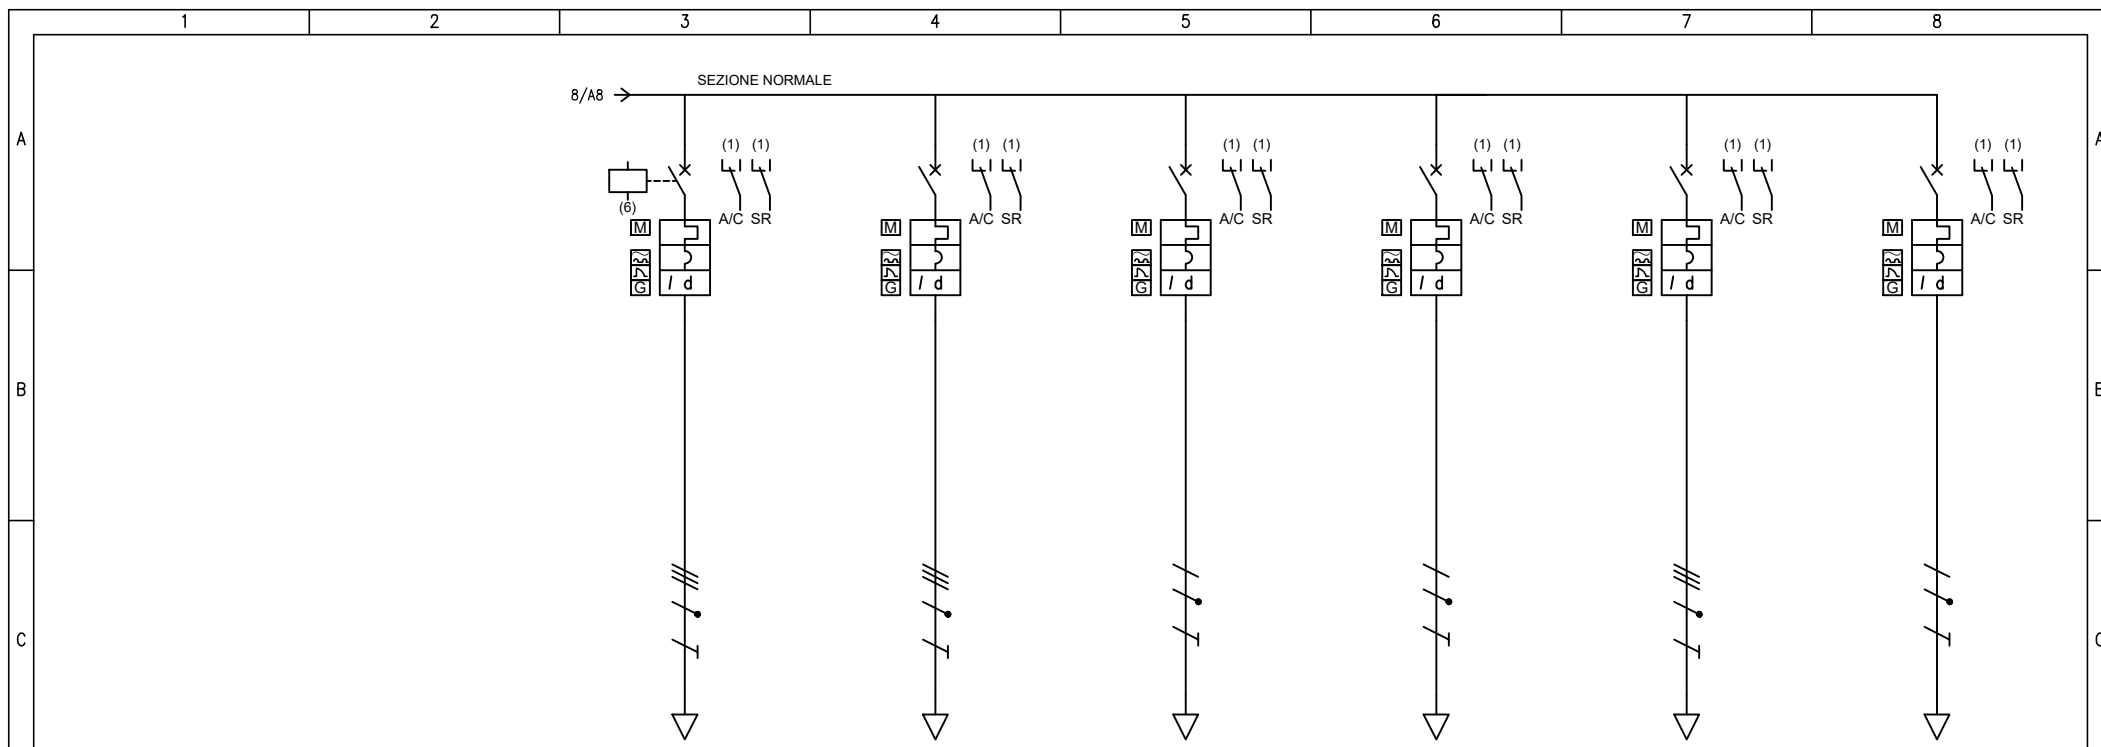 1 2 3 4 5 6 7 8
SEZIONE NORMALE
8/A8
A A
(1) (1) (1) (1) (1) (1) (1) (1) (1) (1) (1) (1)
(6)
A/C SR A/C SR A/C SR A/C SR A/C SR A/C SR
M M M M M M
G I d G I d G I d G I d G I d G I d
B B
C C